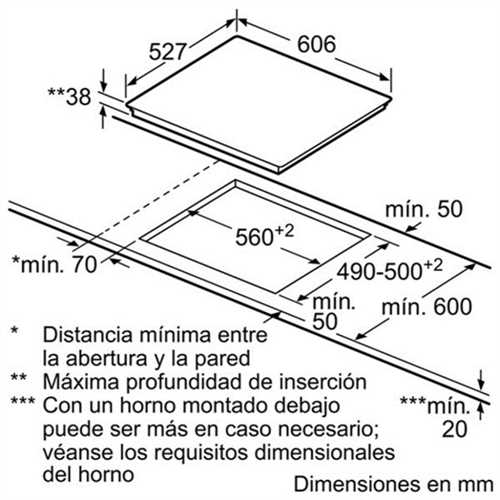 527
606
**38
mín. 50
560+2
*mín. 70
490-500+2
mín.
50
mín. 600
* Distancia mínima entre
la abertura y la pared
** Máxima profundidad de inserción
*** Con un horno montado debajo
puede ser más en caso necesario;
véanse los requisitos dimensionales
del horno
***mín.
20
Dimensiones en mm